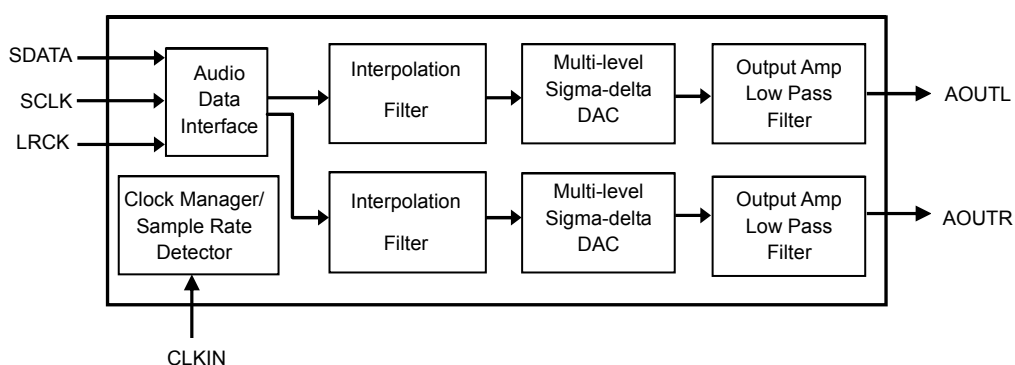 SDATA
SCLK
LRCK
Audio
Data
Interface
Interpolation
Filter
Multi-level
Sigma-delta
DAC
Output Amp
Low Pass
Filter
AOUTL
Clock Manager/
Sample Rate
Detector
Interpolation
Filter
Multi-level
Sigma-delta
DAC
Output Amp
Low Pass
Filter
AOUTR
CLKIN